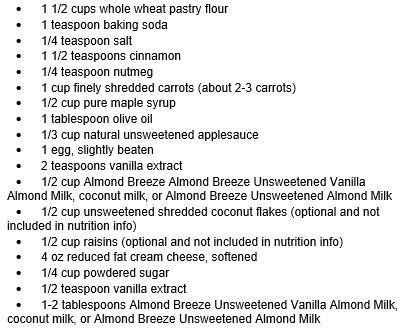 • 1 1/2 cups whole wheat pastry flour
• 1 teaspoon baking soda
• 1/4 teaspoon salt
• 1 1/2 teaspoons cinnamon
• 1/4 teaspoon nutmeg
• 1 cup finely shredded carrots (about 2-3 carrots)
• 1/2 cup pure maple syrup
• 1 tablespoon olive oil
• 1/3 cup natural unsweetened applesauce
• 1 egg, slightly beaten
• 2 teaspoons vanilla extract
• 1/2 cup Almond Breeze Almond Breeze Unsweetened Vanilla
Almond Milk, coconut milk, or Almond Breeze Unsweetened Almond Milk
• 1/2 cup unsweetened shredded coconut flakes (optional and not
included in nutrition info)
• 1/2 cup raisins (optional and not included in nutrition info)
• 4 oz reduced fat cream cheese, softened
• 1/4 cup powdered sugar
• 1/2 teaspoon vanilla extract
• 1-2 tablespoons Almond Breeze Unsweetened Vanilla Almond Milk,
coconut milk, or Almond Breeze Unsweetened Almond Milk